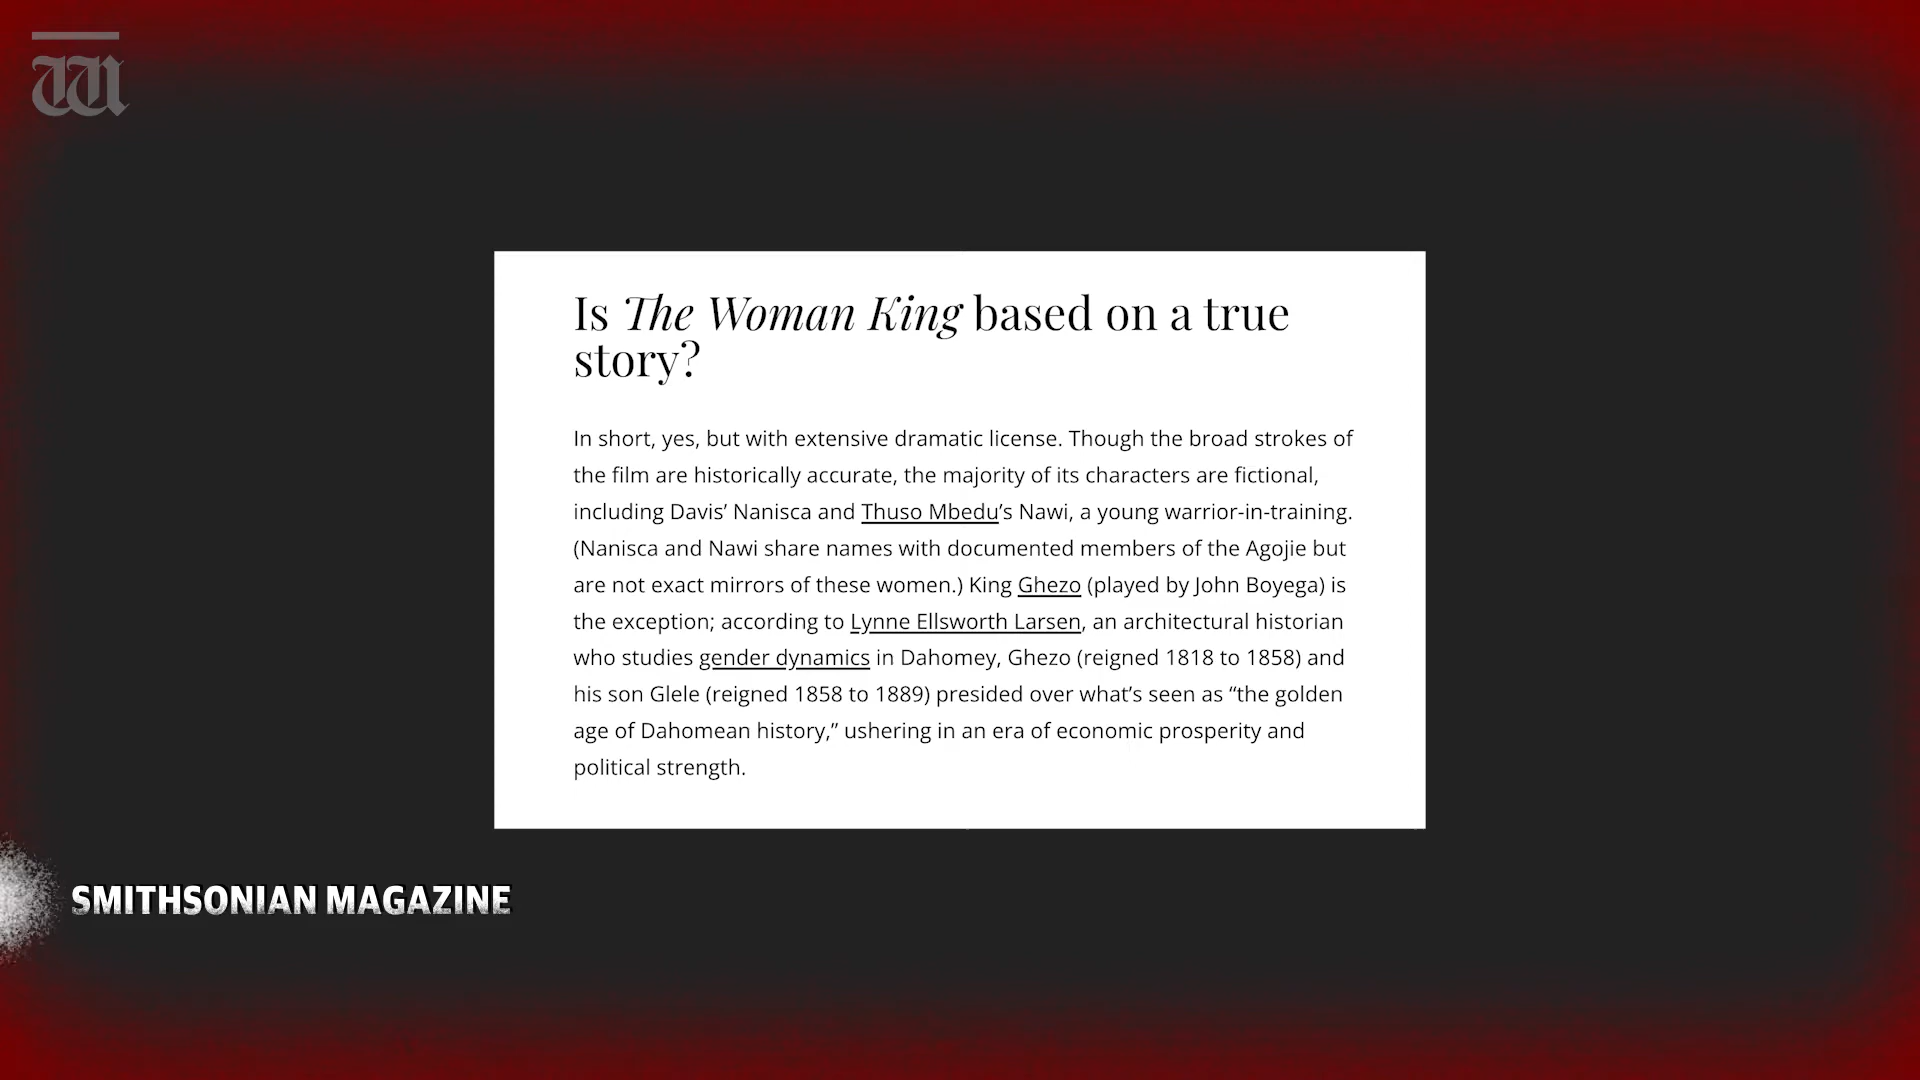 W
Is The Woman King based on a true
story?
In short, yes, but with extensive dramatic license. Though the broad strokes of
the film are historically accurate, the majority of its characters are fictional,
including Davis’ Nanisca and Thuso Mbedu’s Nawi, a young warrior-in-training.
(Nanisca and Nawi share names with documented members of the Agojie but
are not exact mirrors of these women.) King Ghezo (played by John Boyega) is
the exception; according to Lynne Ellsworth Larsen, an architectural historian
who studies gender dynamics in Dahomey, Ghezo (reigned 1818 to 1858) and
his son Glele (reigned 1858 to 1889) presided over what’s seen as “the golden
age of Dahomean history,” ushering in an era of economic prosperity and
political strength.
SMITHSONIAN MAGAZINE